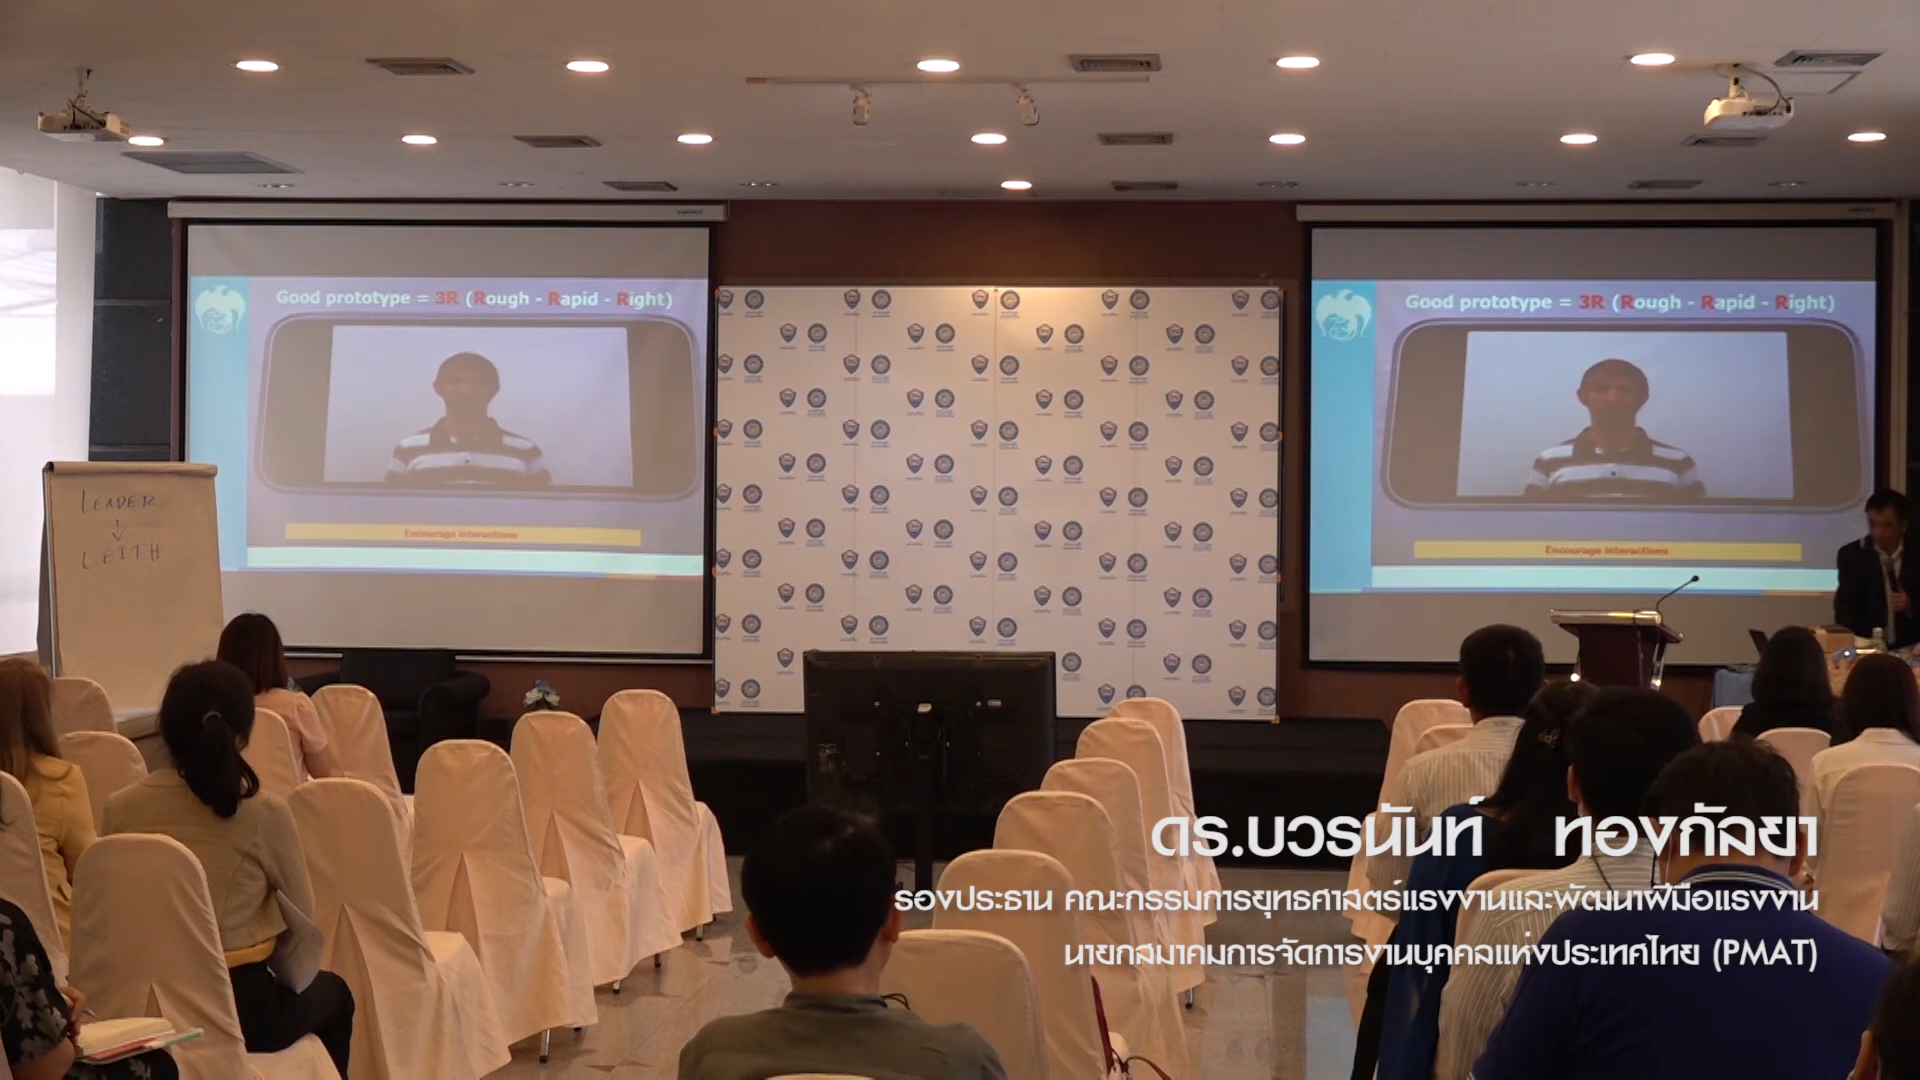 Good prototype = 3R (Rough - Rapid - Right)
Encourage interactions
Good prototype = 3R (Rough - Rapid - Right)
Encourage interactions
LEADER
↓
LEITH
ดร.บวรนันท์ ทองกัลยา
รองประธาน คณะกรรมการยุทธศาสตร์แรงงานและพัฒนาฝีมือแรงงาน
นายกสมาคมการจัดการงานบุคคลแห่งประเทศไทย (PMAT)